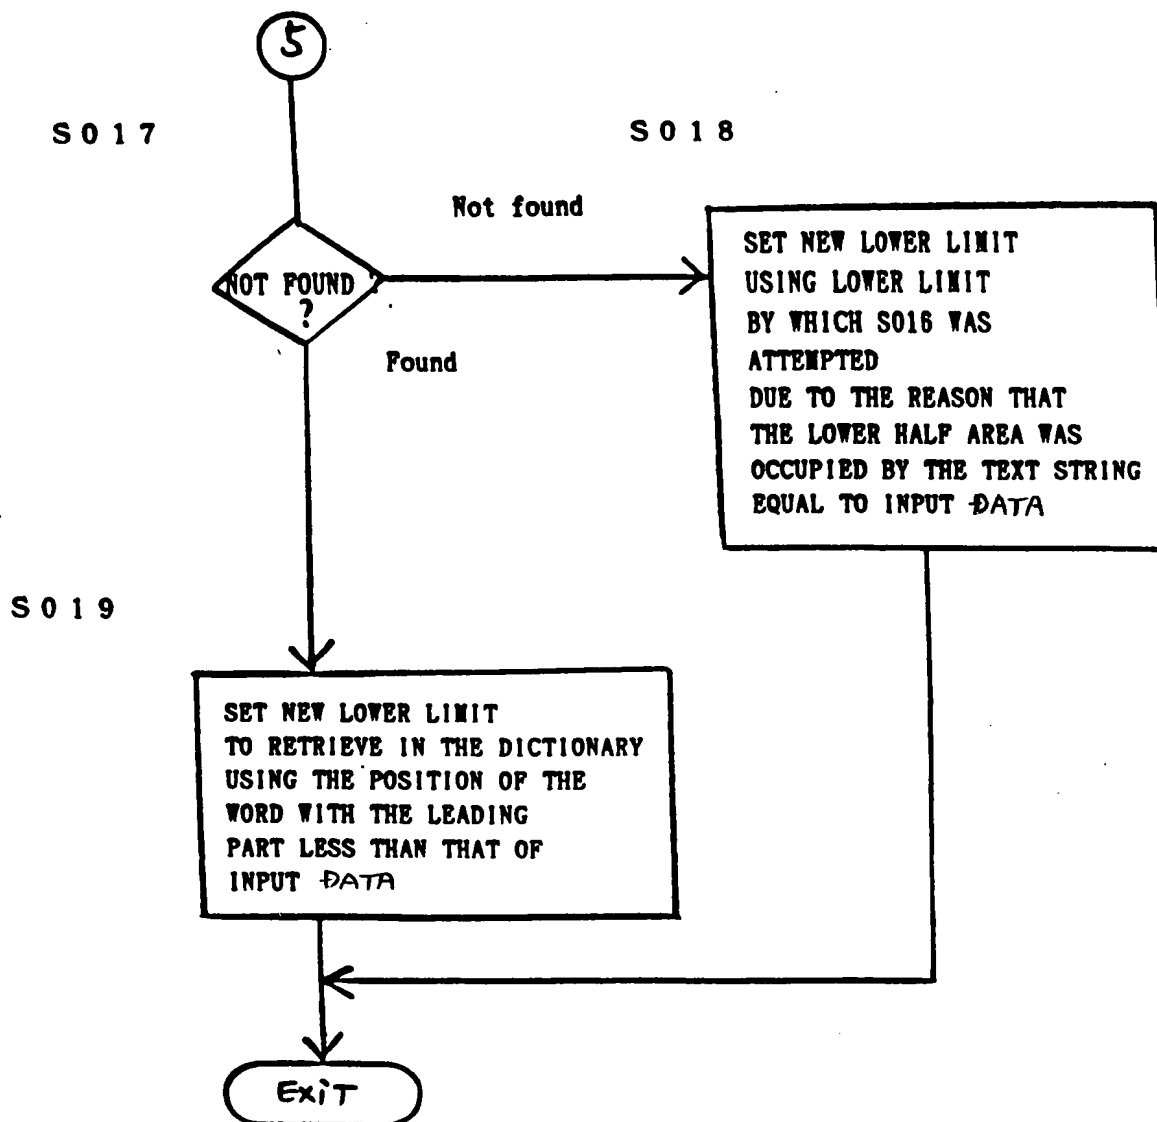 5
S017
S018
Not found
NOT FOUND ?
?
Found
SET NEW LOWER LIMIT
USING LOWER LIMIT
BY WHICH S016 WAS
ATTEMPTED
DUE TO THE REASON THAT
THE LOWER HALF AREA WAS
OCCUPIED BY THE TEXT STRING
EQUAL TO INPUT DATA
S019
SET NEW LOWER LIMIT
TO RETRIEVE IN THE DICTIONARY
USING THE POSITION OF THE
WORD WITH THE LEADING
PART LESS THAN THAT OF
INPUT DATA
EXiT